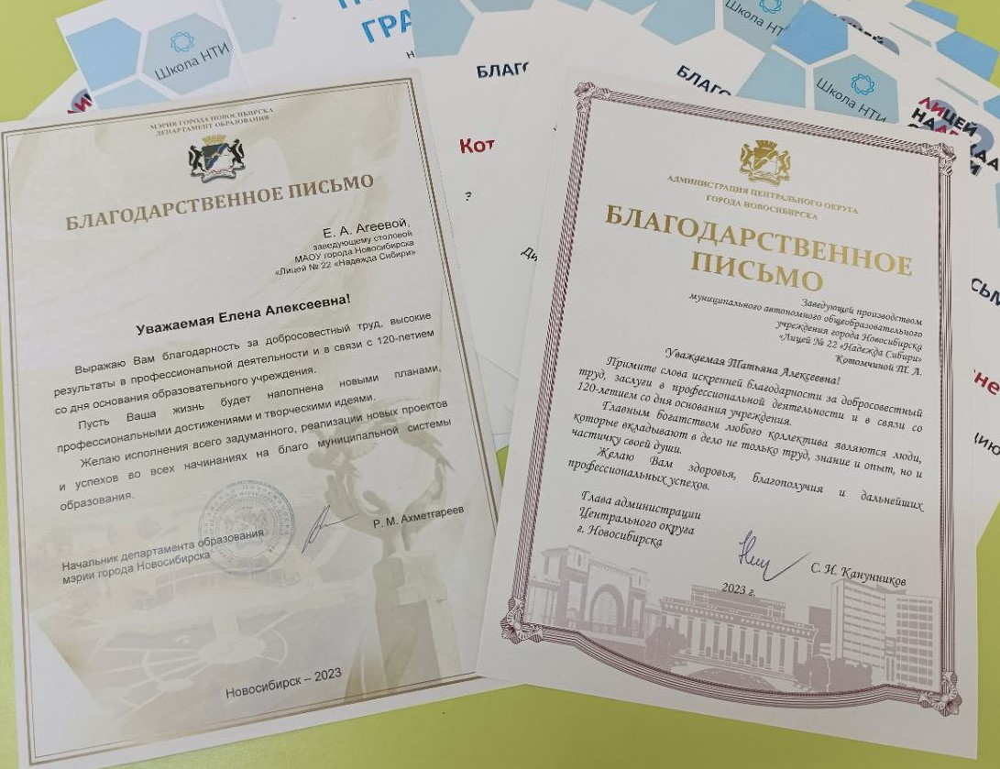 Школа НТИ
ГРА
БЛАГ
БЛАГО
Школа НТ
Школа НТИ
ЛИЦЕЙ
Кот
?
МЭРИЯ ГОРОДА НОВОСИБИРСКА
ДЕПАРТАМЕНТ ОБРАЗОВАНИЯ
БЛАГОДАРСТВЕННОЕ ПИСЬМО
Е. А. Агеевой,
заведующему столовой
МАОУ города Новосибирска
«Лицей № 22 «Надежда Сибири»
Уважаемая Елена Алексеевна!
Выражаю Вам благодарность за добросовестный труд, высокие
результаты в профессиональной деятельности и в связи с 120-летием
со дня основания образовательного учреждения.
Пусть Ваша жизнь будет наполнена новыми планами,
профессиональными достижениями и творческими идеями.
Желаю исполнения всего задуманного, реализации новых проектов
и успехов во всех начинаниях на благо муниципальной системы
образования.
Начальник департамента образования
мэрии города Новосибирска
Р. М. Ахметгареев
Новосибирск – 2023
АДМИНИСТРАЦИЯ ЦЕНТРАЛЬНОГО ОКРУГА
ГОРОДА НОВОСИБИРСКА
БЛАГОДАРСТВЕННОЕ
ПИСЬМО
Заведующей производством
муниципального автономного общеобразовательного
учреждения города Новосибирска
«Лицей № 22 «Надежда Сибири»
Котомчиной Т. А.
Уважаемая Татьяна Алексеевна!
Примите слова искренней благодарности за добросовестный
труд, заслуги в профессиональной деятельности и в связи со
120-летием со дня основания учреждения.
Главным богатством любого коллектива являются люди,
которые вкладывают в дело не только труд, знание и опыт, но и
частичку своей души.
Желаю Вам здоровья, благополучия и дальнейших
профессиональных успехов.
Глава администрации
Центрального округа
г. Новосибирска
С. И. Канунников
2023 г.